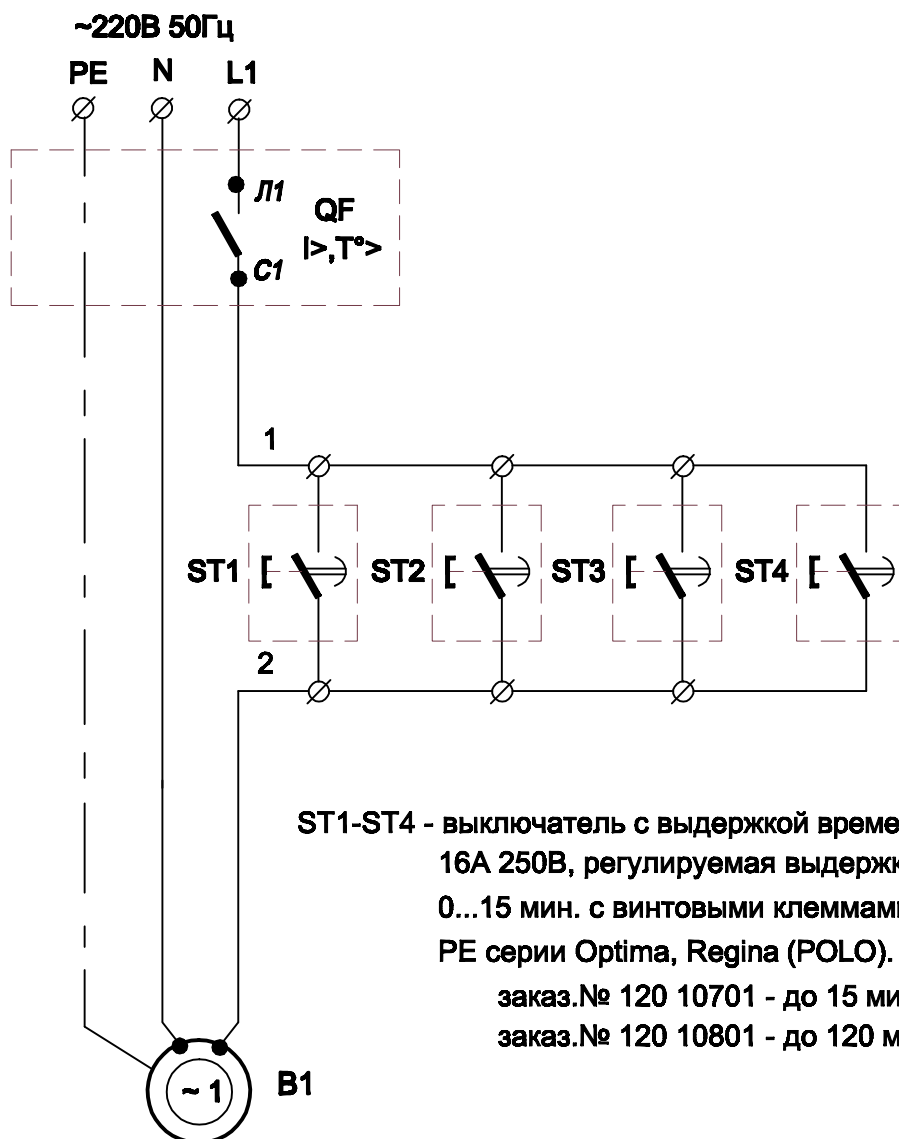 ~220В 50Гц
PE N L1
Л1
QF
I>,T°>
C1
1
ST1 ST2 ST3 ST4
2
ST1-ST4 - выключатель с выдержкой
16А 250В, регулируемая
0...15 мин. с винтовыми клеммами
PE серии Optima, Regina (POLO).
заказ.№ 120 10701 - до 15
заказ.№ 120 10801 - до 120
~ 1
B1